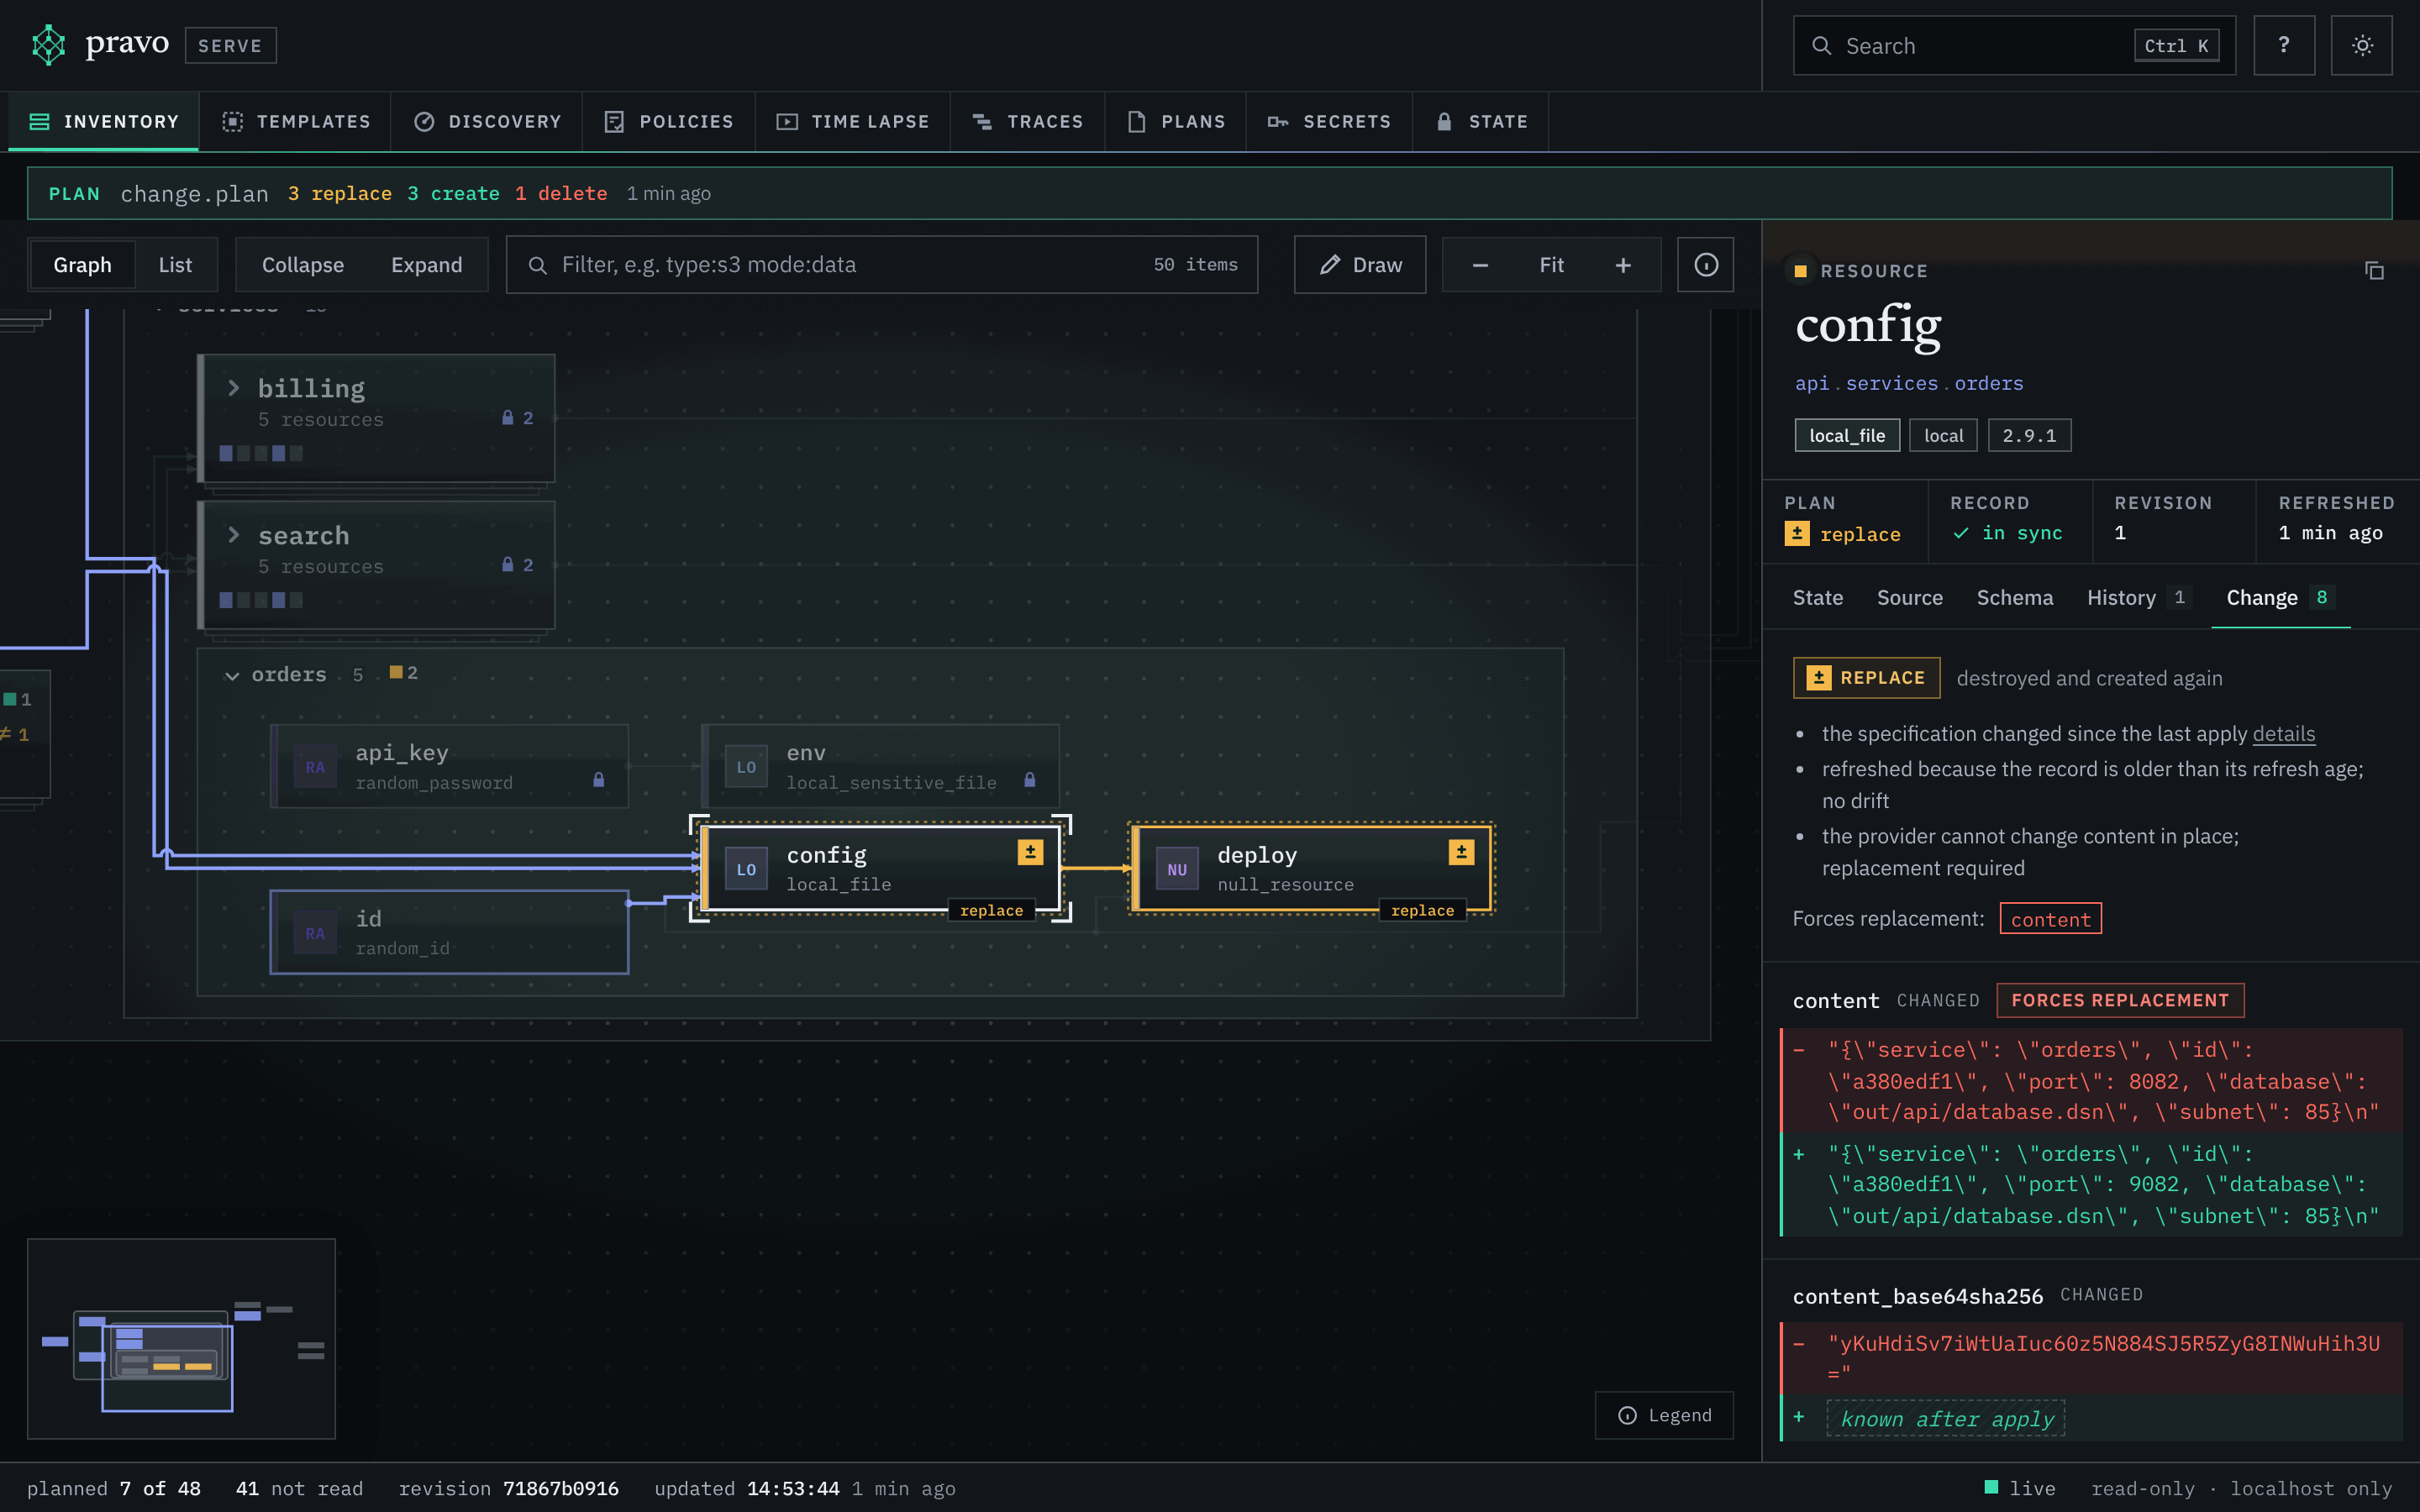 pravo SERVE
Search Ctrl K ?
INVENTORY TEMPLATES DISCOVERY POLICIES TIME LAPSE TRACES PLANS SECRETS STATE
PLAN change.plan 3 replace 3 create 1 delete 1 min ago
Graph List Collapse Expand Filter, e.g. type:s3 mode:data 50 items Draw − Fit +
billing
5 resources 2
search
5 resources 2
1
≠ 1
orders 5 2
RA api_key
random_password
LO env
local_sensitive_file
LO config ±
local_file
replace
NU deploy ±
null_resource
replace
RA id
random_id
Legend
RESOURCE
config
api.services.orders
local_file local 2.9.1
PLAN RECORD REVISION REFRESHED
± replace ✓ in sync 1 1 min ago
State Source Schema History 1 Change 8
± REPLACE destroyed and created again
• the specification changed since the last apply details
• refreshed because the record is older than its refresh age;
no drift
• the provider cannot change content in place;
replacement required
Forces replacement: content
content CHANGED FORCES REPLACEMENT
− "{\"service\": \"orders\", \"id\":
\"a380edf1\", \"port\": 8082, \"database\":
\"out/api/database.dsn\", \"subnet\": 85}\n"
+ "{\"service\": \"orders\", \"id\":
\"a380edf1\", \"port\": 9082, \"database\":
\"out/api/database.dsn\", \"subnet\": 85}\n"
content_base64sha256 CHANGED
− "yKuHdiSv7iWtUaIuc60z5N884SJ5R5ZyG8INWuHih3U
="
+ known after apply
planned 7 of 48 41 not read revision 71867b0916 updated 14:53:44 1 min ago
live read-only · localhost only